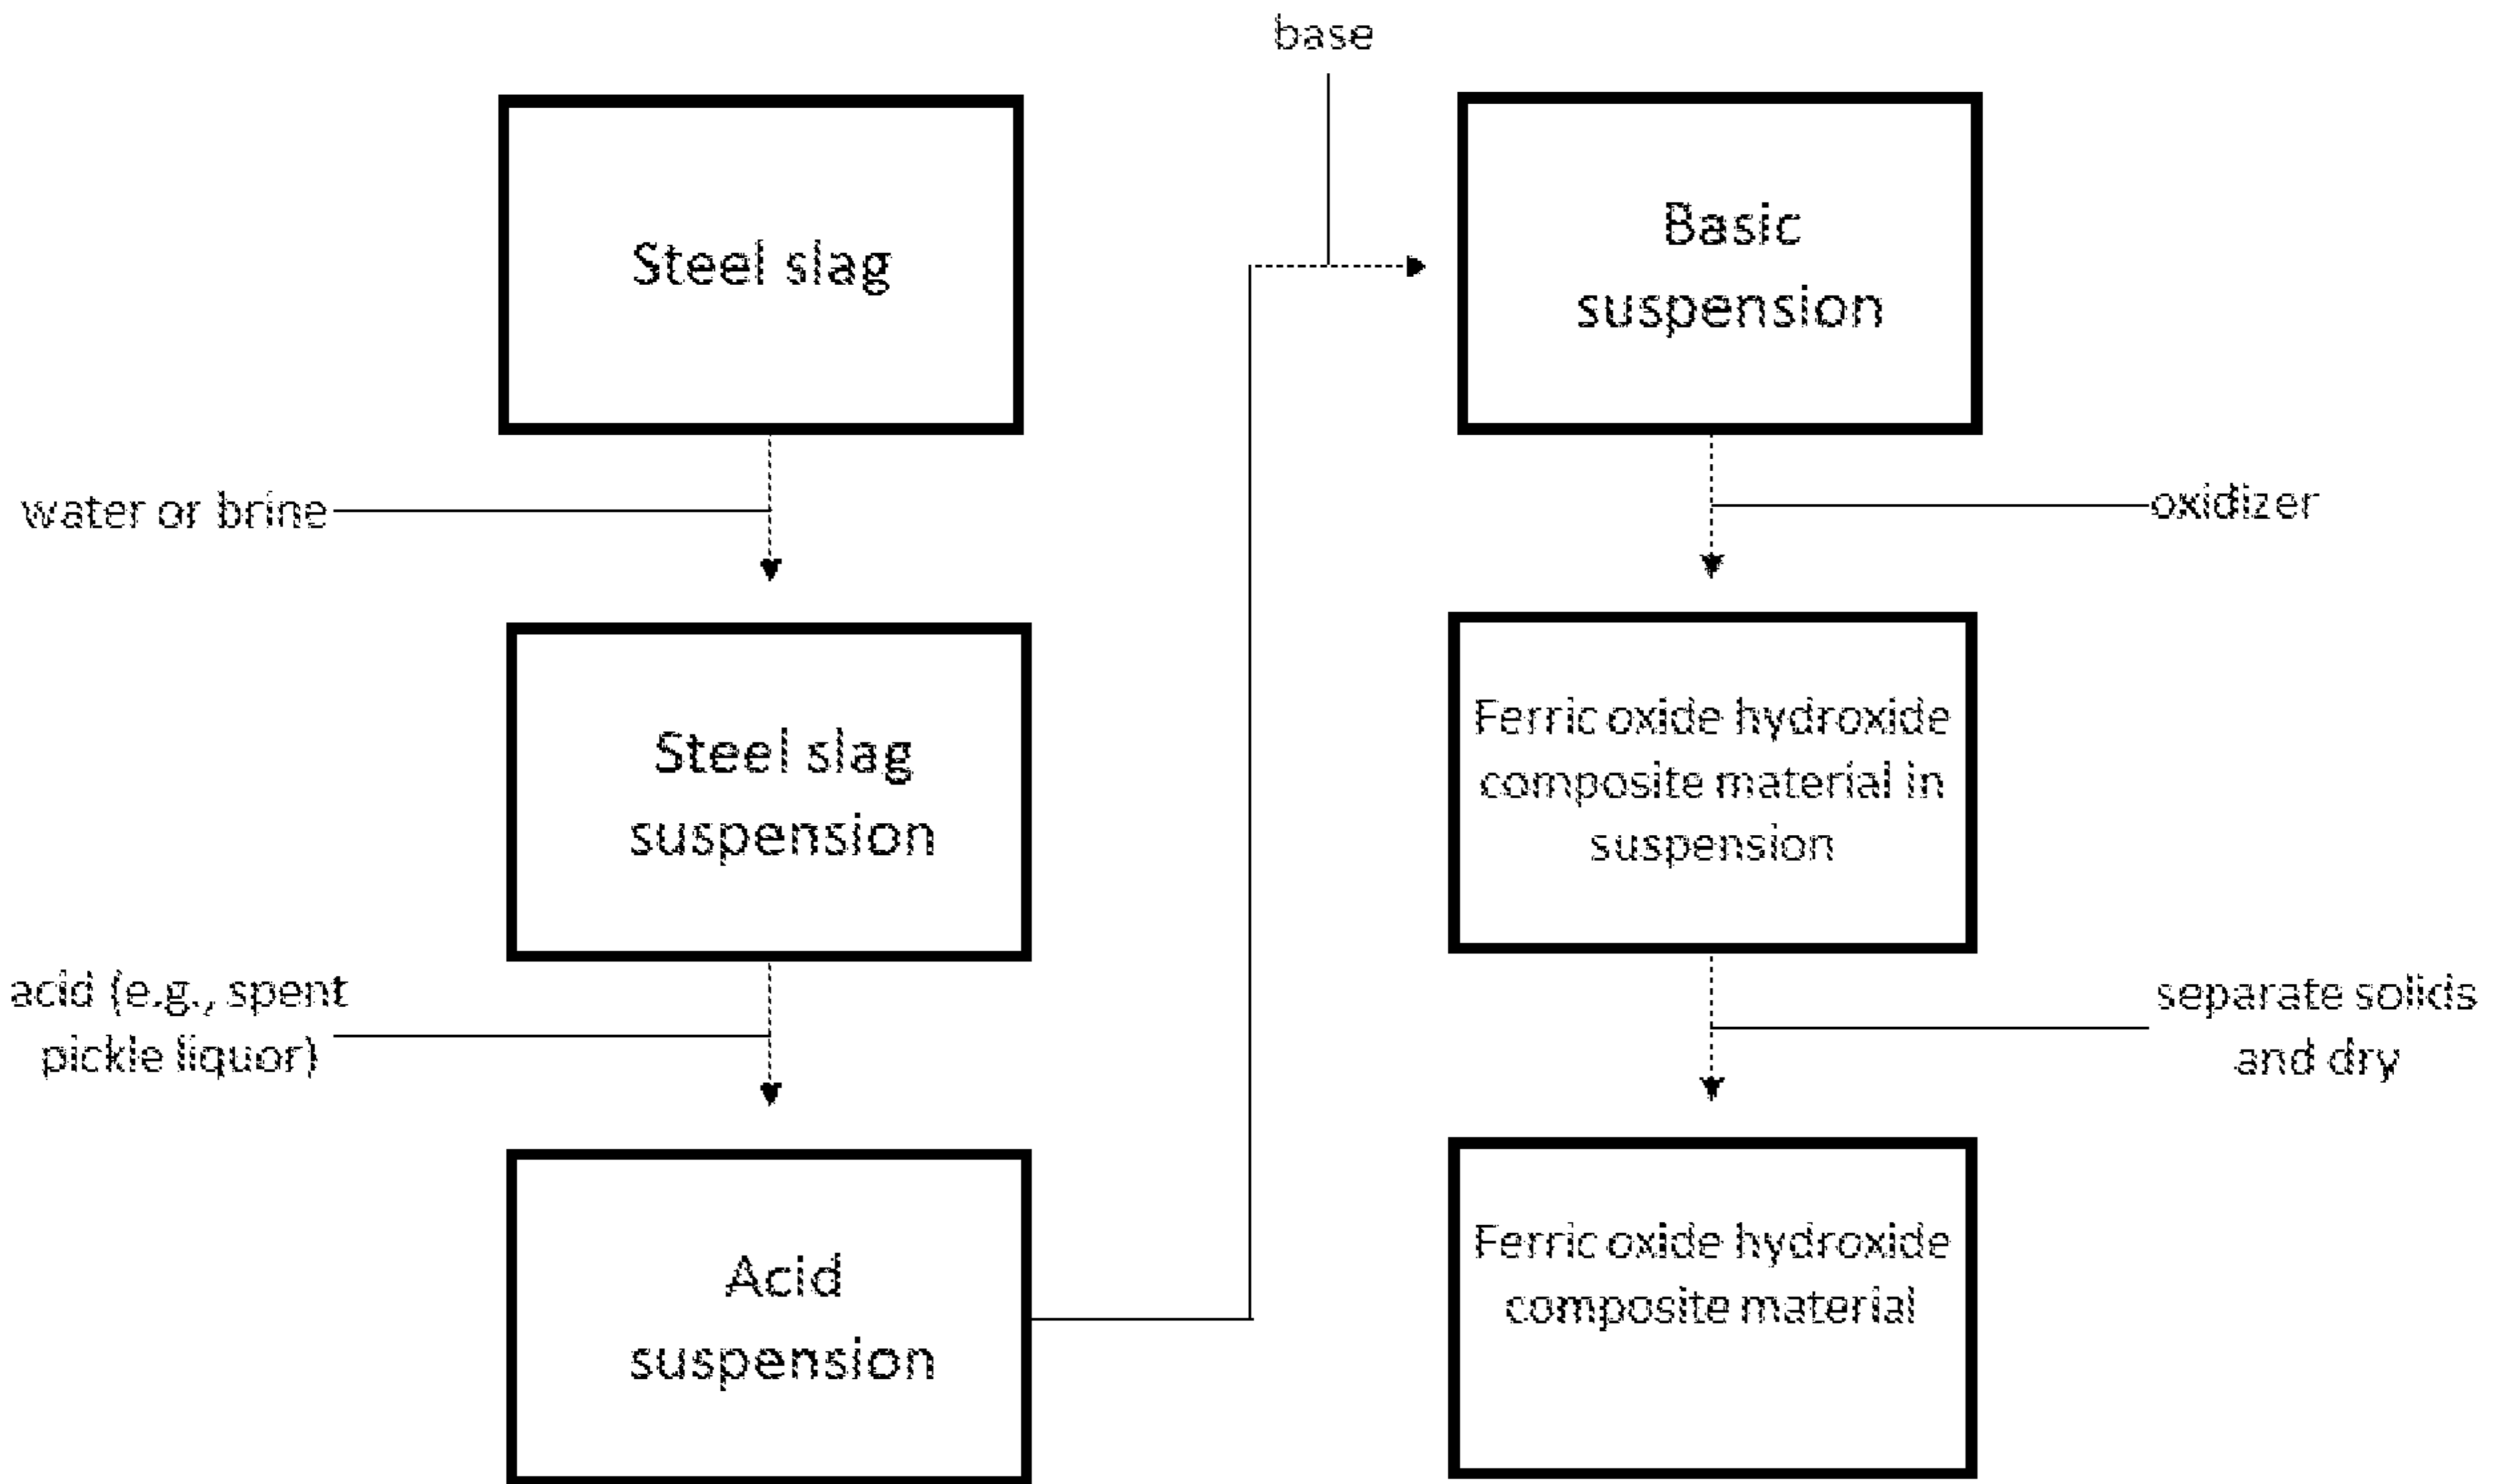 Steel slag
water or brine
Steel slag
suspension
acid (e.g., spent
pickle liquor)
Acid
suspension
base
Basic
suspension
oxidizer
Ferric oxide hydroxide
composite material in
suspension
separate solids
and dry
Ferric oxide hydroxide
composite material